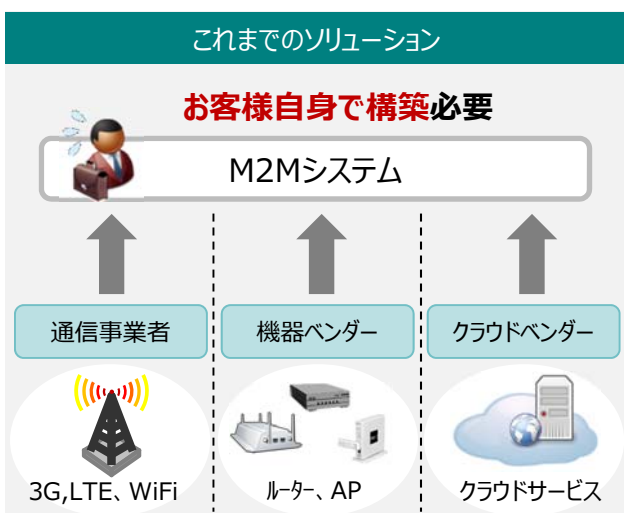 これまでのソリューション
お客様自身で構築必要
M2Mシステム
通信事業者
機器ベンダー
クラウドベンダー
3G,LTE、WiFi
ルーター、AP
クラウドサービス